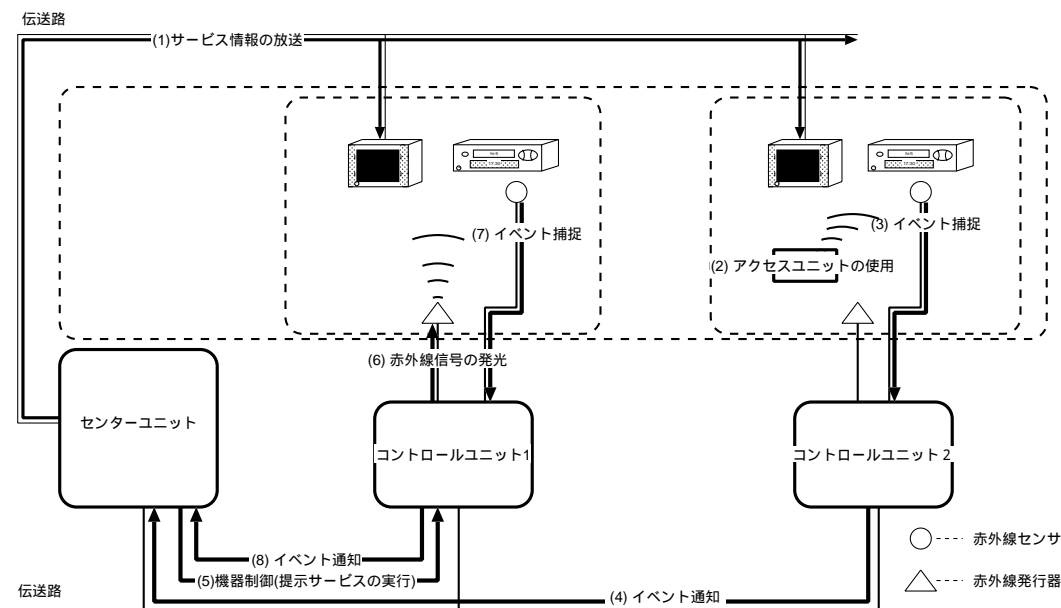 伝送路
(1)サービス情報の放送
17:30
17:30
(7) イベント捕捉
(3) イベント捕捉
(2) アクセスユニットの使用
(6) 赤外線信号の発光
センターユニット
コントロールユニット1
コントロールユニット 2
赤外線センサ
(8) イベント通知
(5)機器制御(提示サービスの実行)
赤外線発行器
伝送路
(4) イベント通知